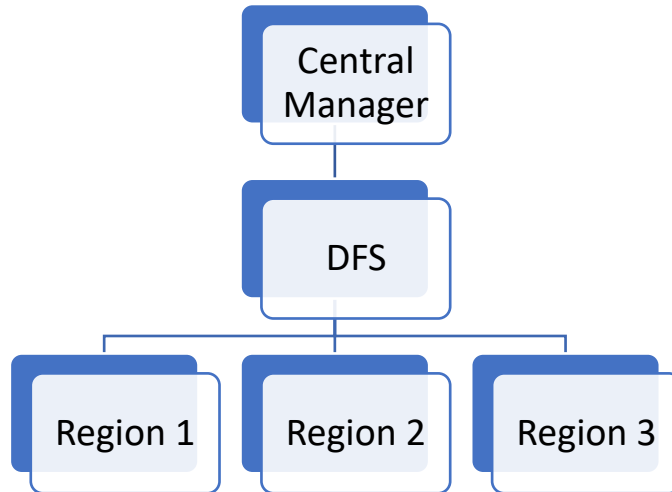 Central
Manager
DFS
Region 1
Region 2
Region 3